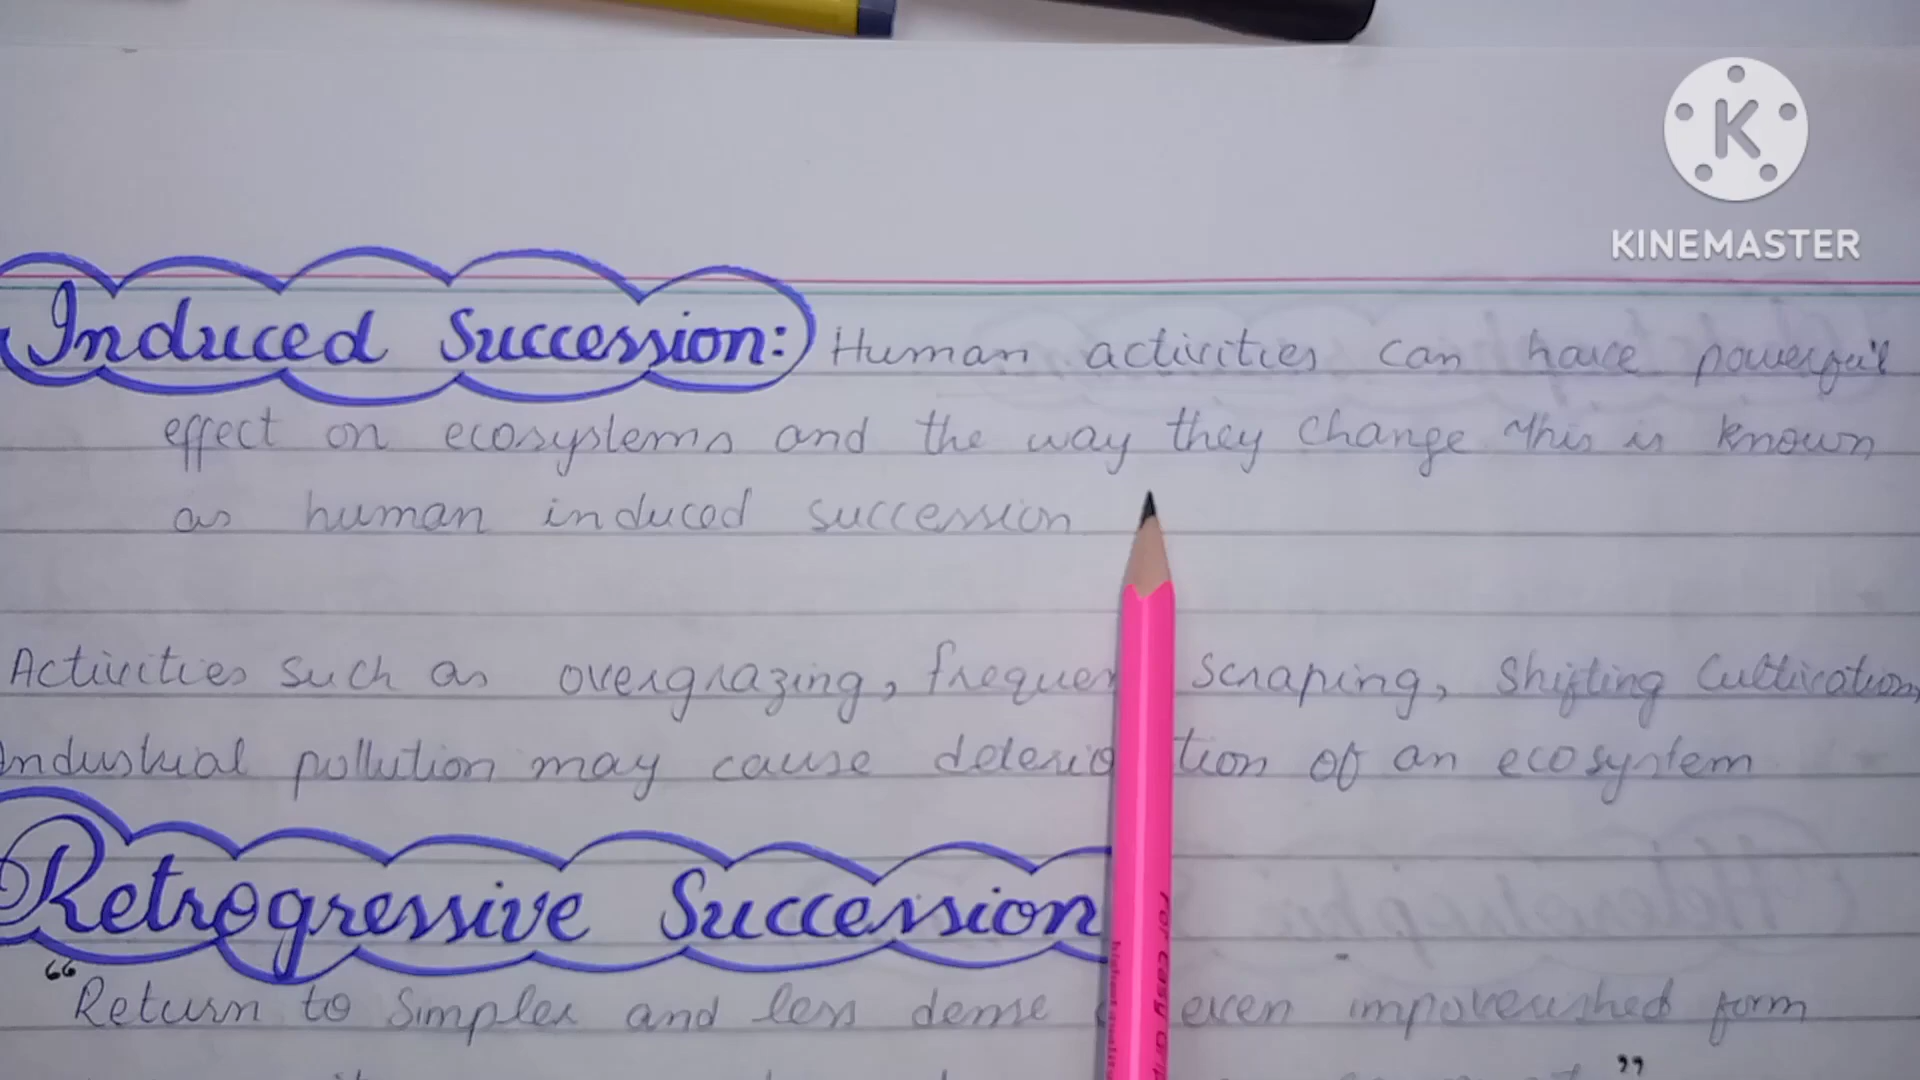 KINEMASTER
Induced Succession: Human activities can have powerful
effect on ecosystems and the way they change This is known
as human induced succession
Activities such as overgrazing, frequen scraping, Shifting Cultivation,
Industrial pollution may cause deterio tion of an ecosystem
Retrogressive Succession
"Return to Simpler and less dense even impoverished form
"